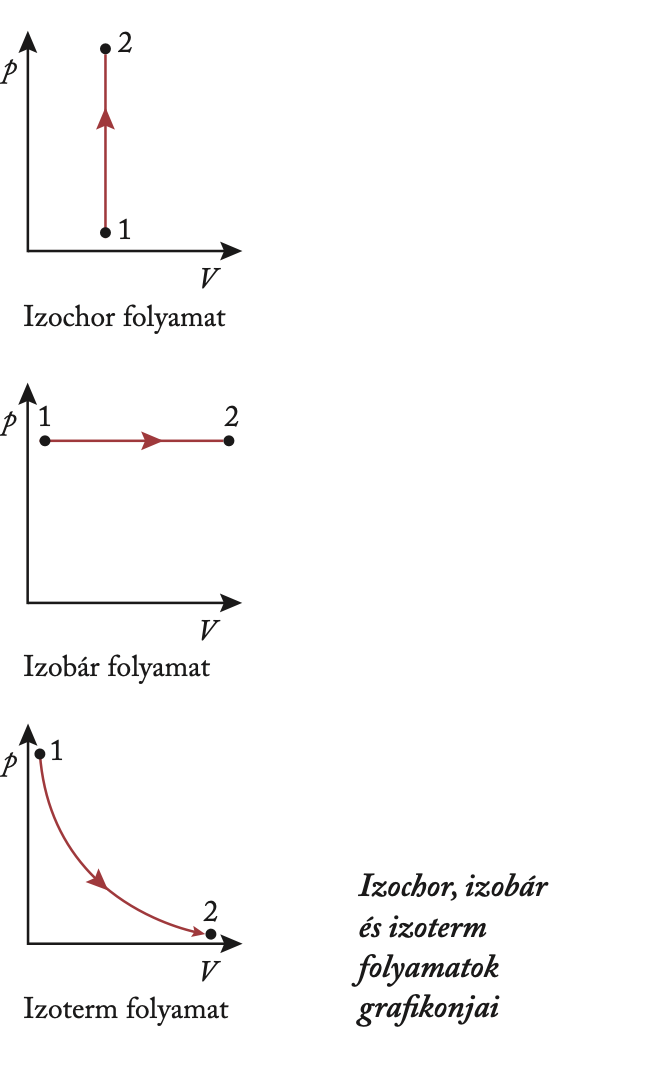 2
p
1
V
Izochor folyamat
p
1
2
V
Izobár folyamat
1
p
2
V
Izoterm folyamat
Izochor, izobár
és izoterm
folyamatok
grafikonjai